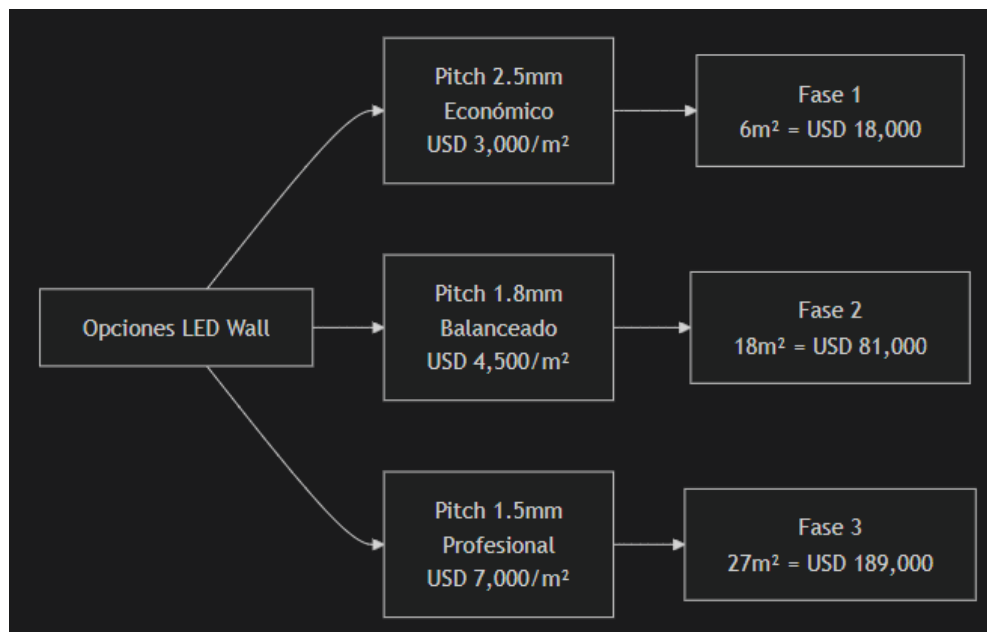 Opciones LED Wall
Pitch 2.5mm
Económico
USD 3,000/m²
Fase 1
6m² = USD 18,000
Pitch 1.8mm
Balanceado
USD 4,500/m²
Fase 2
18m² = USD 81,000
Pitch 1.5mm
Profesional
USD 7,000/m²
Fase 3
27m² = USD 189,000